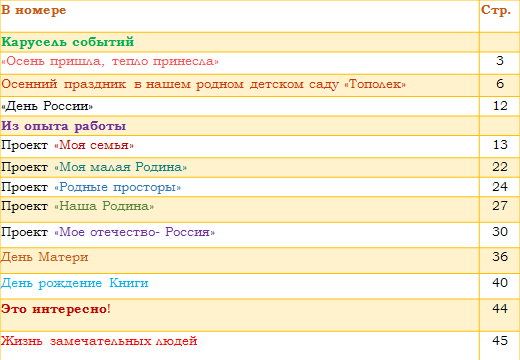 В номере Стр.
Карусель событий
«Осень пришла, тепло принесла» 3
Осенний праздник в нашем родном детском саду «Тополек» 6
«День России» 12
Из опыта работы
Проект «Моя семья» 13
Проект «Моя малая Родина» 22
Проект «Родные просторы» 24
Проект «Наша Родина» 27
Проект «Мое отечество- Россия» 30
День Матери 36
День рождение Книги 40
Это интересно! 44
Жизнь замечательных людей 45